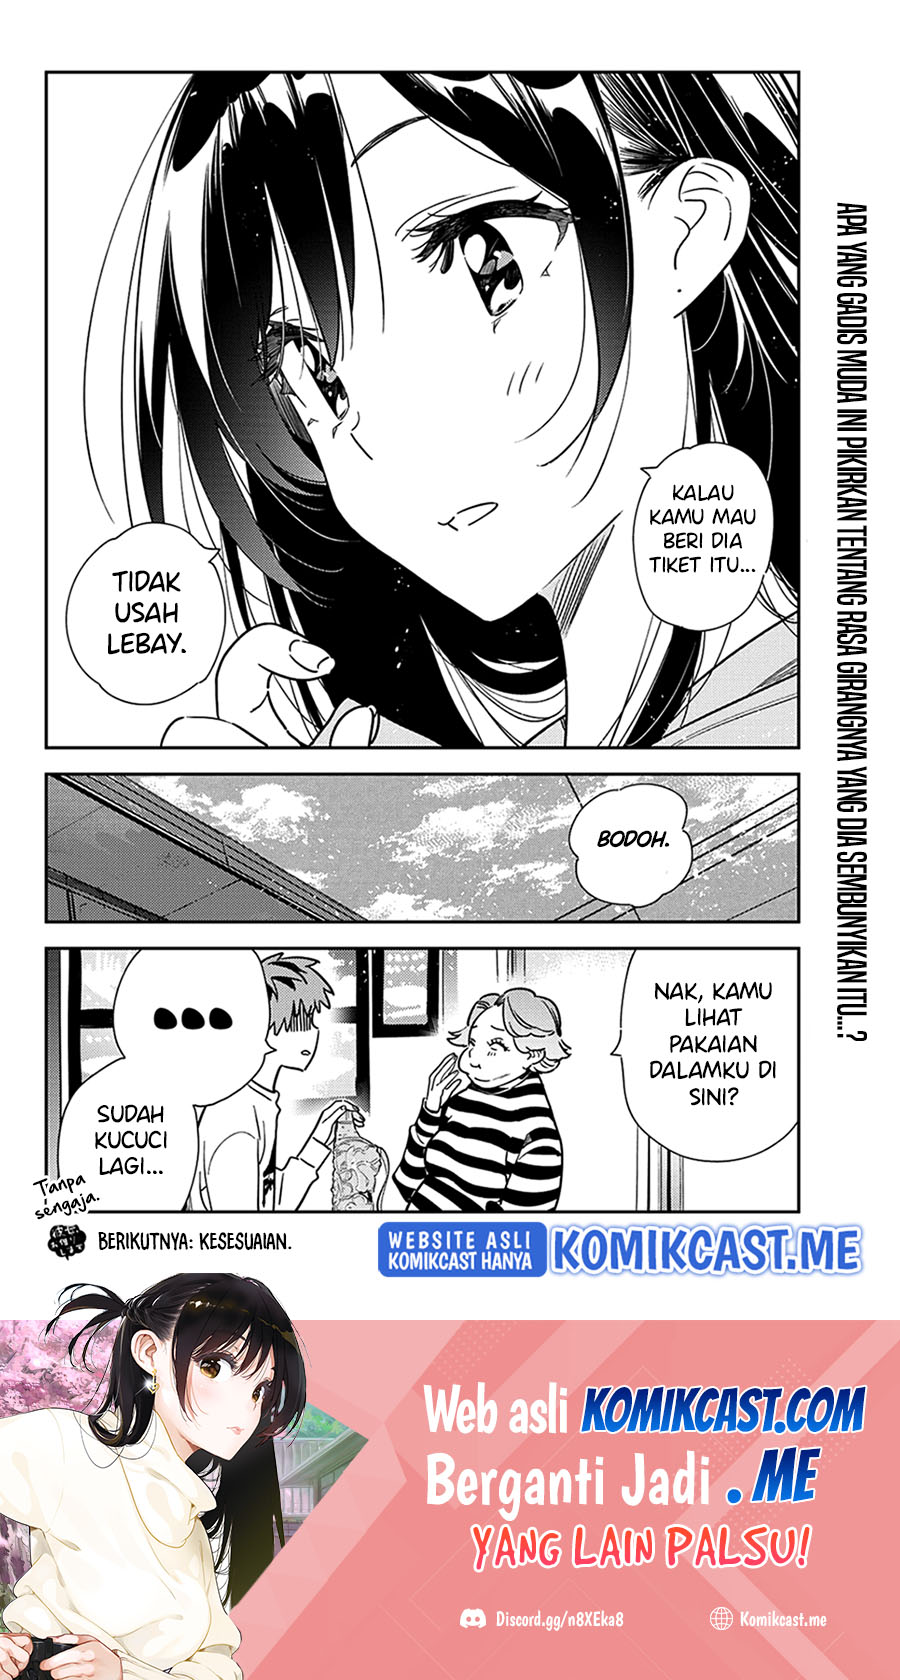 KALAU
KAMU MAU
BERI DIA
TIKET ITU...
TIDAK
USAH
LEBAY.
APA YANG GADIS MUDA INI PIKIRKAN TENTANG RASA GIRANGNYA YANG DIA SEMBUNYIKAN ITU...?
BODOH.
NAK, KAMU
LIHAT
PAKAIAN
DALAMKU DI
SINI?
...
SUDAH
KUCUCI
LAGI...
Tanpa
sengaja.
BERIKUTNYA: KESESUAIAN.
WEBSITE ASLI
KOMIKCAST HANYA
KOMIKCAST.ME
Web asli KOMIKCAST.COM
Berganti Jadi .ME
YANG LAIN PALSU!
Discord.gg/n8XEka8
Komikcast.me